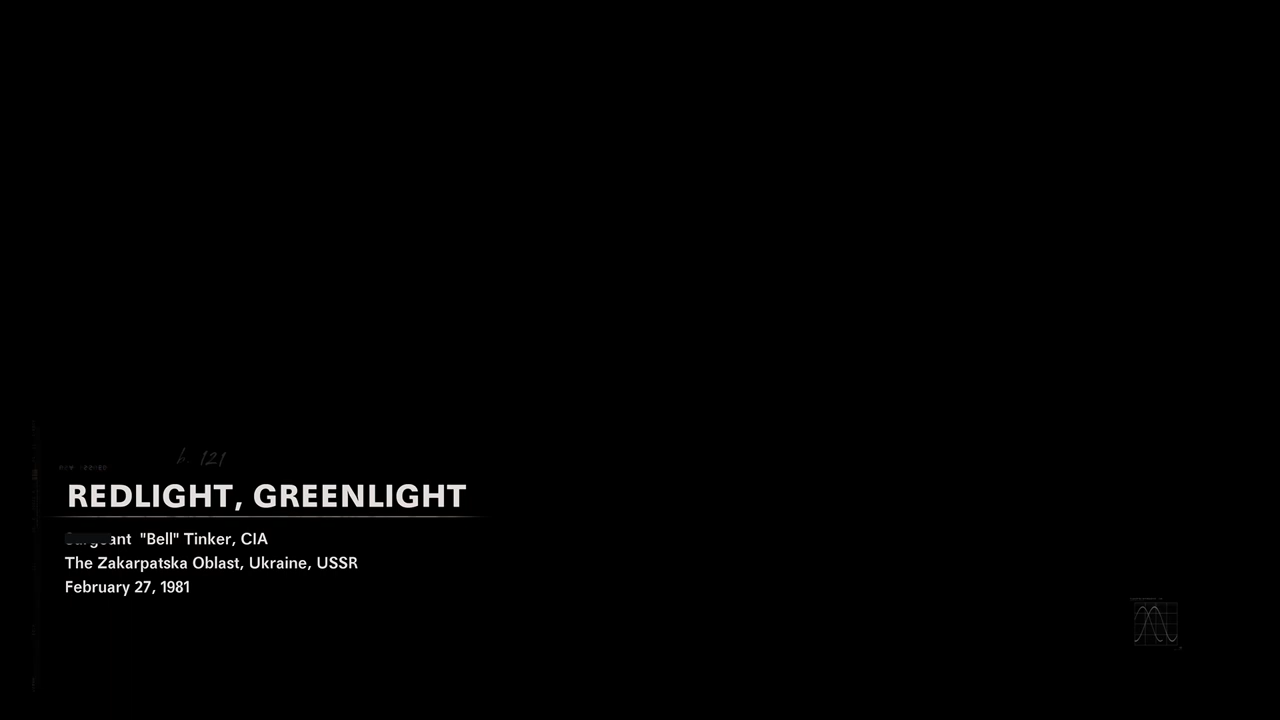 b. 121
REDLIGHT, GREENLIGHT
"Bell" Tinker, CIA
The Zakarpatska Oblast, Ukraine, USSR
February 27, 1981